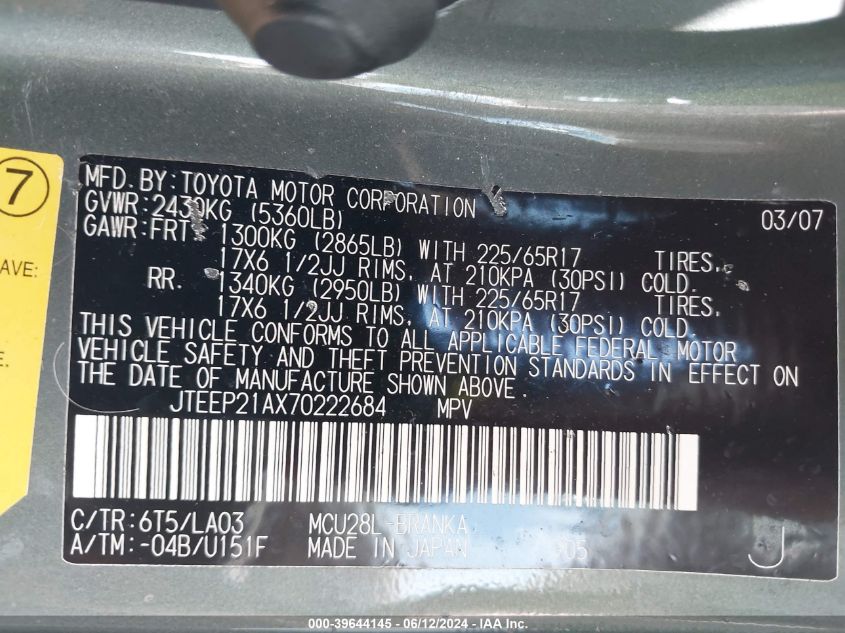 7
AVE:
E.
MFD. BY: TOYOTA MOTOR CORPORATION 03/07
GVWR: 2430KG (5360LB)
GAWR: FRT. 1300KG (2865LB) WITH 225/65R17 TIRES,
17X6 1/2JJ RIMS, AT 210KPA (30PSI) COLD.
RR. 1340KG (2950LB) WITH 225/65R17 TIRES,
17X6 1/2JJ RIMS, AT 210KPA (30PSI) COLD.
THIS VEHICLE CONFORMS TO ALL APPLICABLE FEDERAL MOTOR
VEHICLE SAFETY AND THEFT PREVENTION STANDARDS IN EFFECT ON
THE DATE OF MANUFACTURE SHOWN ABOVE.
JTEEP21AX70222684 MPV
C/TR: 6T5/LA03 MCU28L-BRANKA
A/TM: -04B/U151F MADE IN JAPAN 05 J
000-39644145 - 06/12/2024 - IAA Inc.